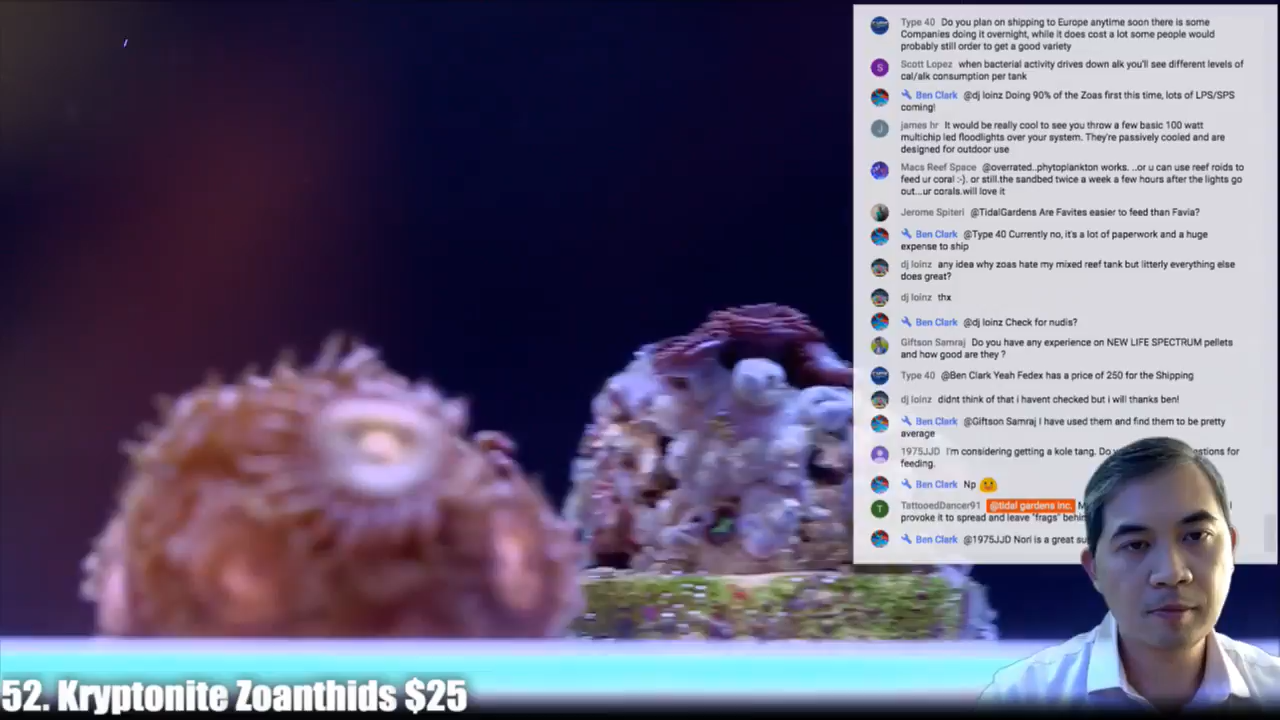 Type 40 Do you plan on shipping to Europe anytime soon there is some
Companies doing it overnight, while it does cost a lot some people would
probably still order to get a good variety
S
Scott Lopez when bacterial activity drives down alk you'll see different levels of
cal/alk consumption per tank
Ben Clark @dj loinz Doing 90% of the Zoas first this time, lots of LPS/SPS
coming!
J
james hr It would be really cool to see you throw a few basic 100 watt
multichip led floodlights over your system. They're passively cooled and are
designed for outdoor use
Macs Reef Space @overrated..phytoplankton works. ..or u can use reef roids to
feed ur coral :-). or still.the sandbed twice a week a few hours after the lights go
out...ur corals.will love it
Jerome Spiteri @TidalGardens Are Favites easier to feed than Favia?
Ben Clark @Type 40 Currently no, it's a lot of paperwork and a huge
expense to ship
dj loinz any idea why zoas hate my mixed reef tank but litterly everything else
does great?
dj loinz thx
Ben Clark @dj loinz Check for nudis?
Giftson Samraj Do you have any experience on NEW LIFE SPECTRUM pellets
and how good are they ?
Type 40 @Ben Clark Yeah Fedex has a price of 250 for the Shipping
dj loinz didnt think of that i havent checked but i will thanks ben!
Ben Clark @Giftson Samraj I have used them and find them to be pretty
average
1975JJD I'm considering getting a kole tang. Do for
feeding.
Ben Clark Np
T
TattooedDancer91 @tidal gardens inc.
provoke it to spread and leave "frags"
Ben Clark @1975JJD Nori is a great
52. Kryptonite Zoanthids $25